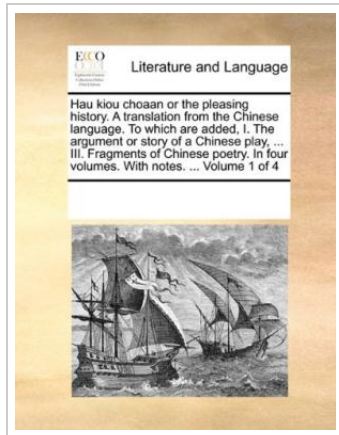 ECCO
Literature and Language
Hau kiou choaan or the pleasing
history. A translation from the Chinese
language. To which are added, I. The
argument or story of a Chinese play, ...
III. Fragments of Chinese poetry. In four
volumes. With notes. ... Volume 1 of 4